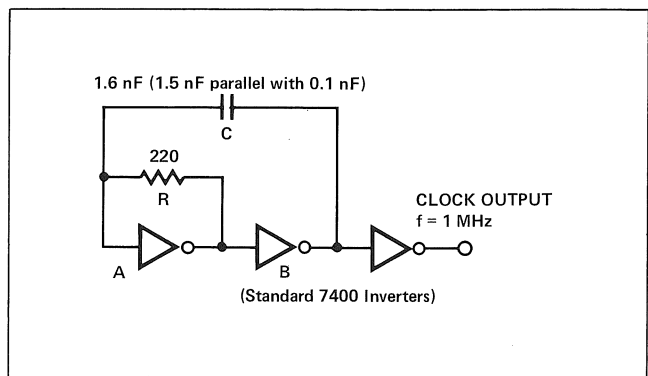 1.6 nF (1.5 nF parallel with 0.1 nF)
C
220
R
CLOCK OUTPUT
f = 1 MHz
A
B
(Standard 7400 Inverters)